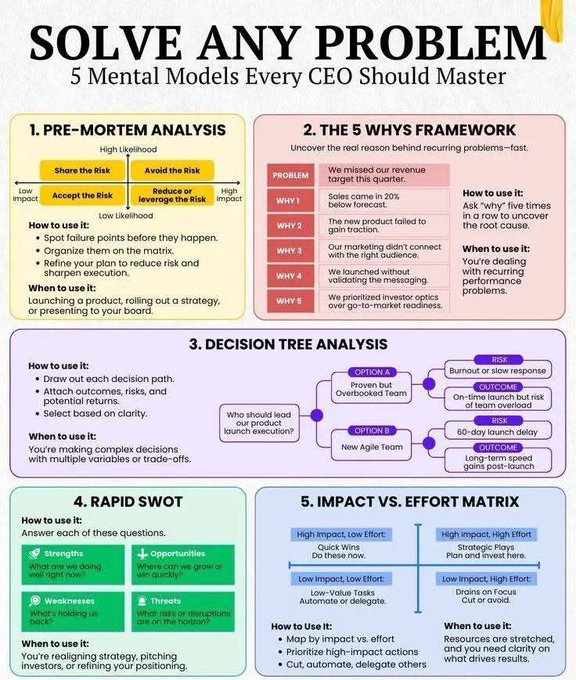 SOLVE ANY PROBLEM
5 Mental Models Every CEO Should Master
1. PRE-MORTEM ANALYSIS
High Likelihood
Share the Risk
Avoid the Risk
Low
Impact
Accept the Risk
Reduce or
leverage the Risk
High
Impact
Low Likelihood
How to use it:
• Spot failure points before they happen.
• Organize them on the matrix.
• Refine your plan to reduce risk and
sharpen execution.
When to use it:
Launching a product, rolling out a strategy,
or presenting to your board.
2. THE 5 WHYS FRAMEWORK
Uncover the real reason behind recurring problems—fast.
PROBLEM
We missed our revenue
target this quarter.
WHY 1
Sales came in 20%
below forecast.
WHY 2
The new product failed to
gain traction.
WHY 3
Our marketing didn't connect
with the right audience.
WHY 4
We launched without
validating the messaging.
WHY 5
We prioritized investor optics
over go-to-market readiness.
How to use it:
Ask "why" five times
in a row to uncover
the root cause.
When to use it:
You're dealing
with recurring
performance
problems.
3. DECISION TREE ANALYSIS
How to use it:
• Draw out each decision path.
• Attach outcomes, risks, and
potential returns.
• Select based on clarity.
When to use it:
You're making complex decisions
with multiple variables or trade-offs.
Who should lead
our product
launch execution?
OPTION A
Proven but
Overbooked Team
RISK
Burnout or slow response
OUTCOME
On-time launch but risk
of team overload
OPTION B
New Agile Team
RISK
60-day launch delay
OUTCOME
Long-term speed
gains post-launch
4. RAPID SWOT
How to use it:
Answer each of these questions.
Strengths
What are we doing
well right now?
Opportunities
Where can we grow or
win quickly?
Weaknesses
What's holding us
back?
Threats
What risks or disruptions
are on the horizon?
When to use it:
You're realigning strategy, pitching
investors, or refining your positioning.
5. IMPACT VS. EFFORT MATRIX
High Impact, Low Effort:
Quick Wins
Do these now.
High Impact, High Effort
Strategic Plays
Plan and invest here.
Low Impact, Low Effort:
Low-Value Tasks
Automate or delegate.
Low Impact, High Effort:
Drains on Focus
Cut or avoid.
How to Use It:
• Map by impact vs. effort
• Prioritize high-impact actions
• Cut, automate, delegate others
When to use it:
Resources are stretched,
and you need clarity on
what drives results.